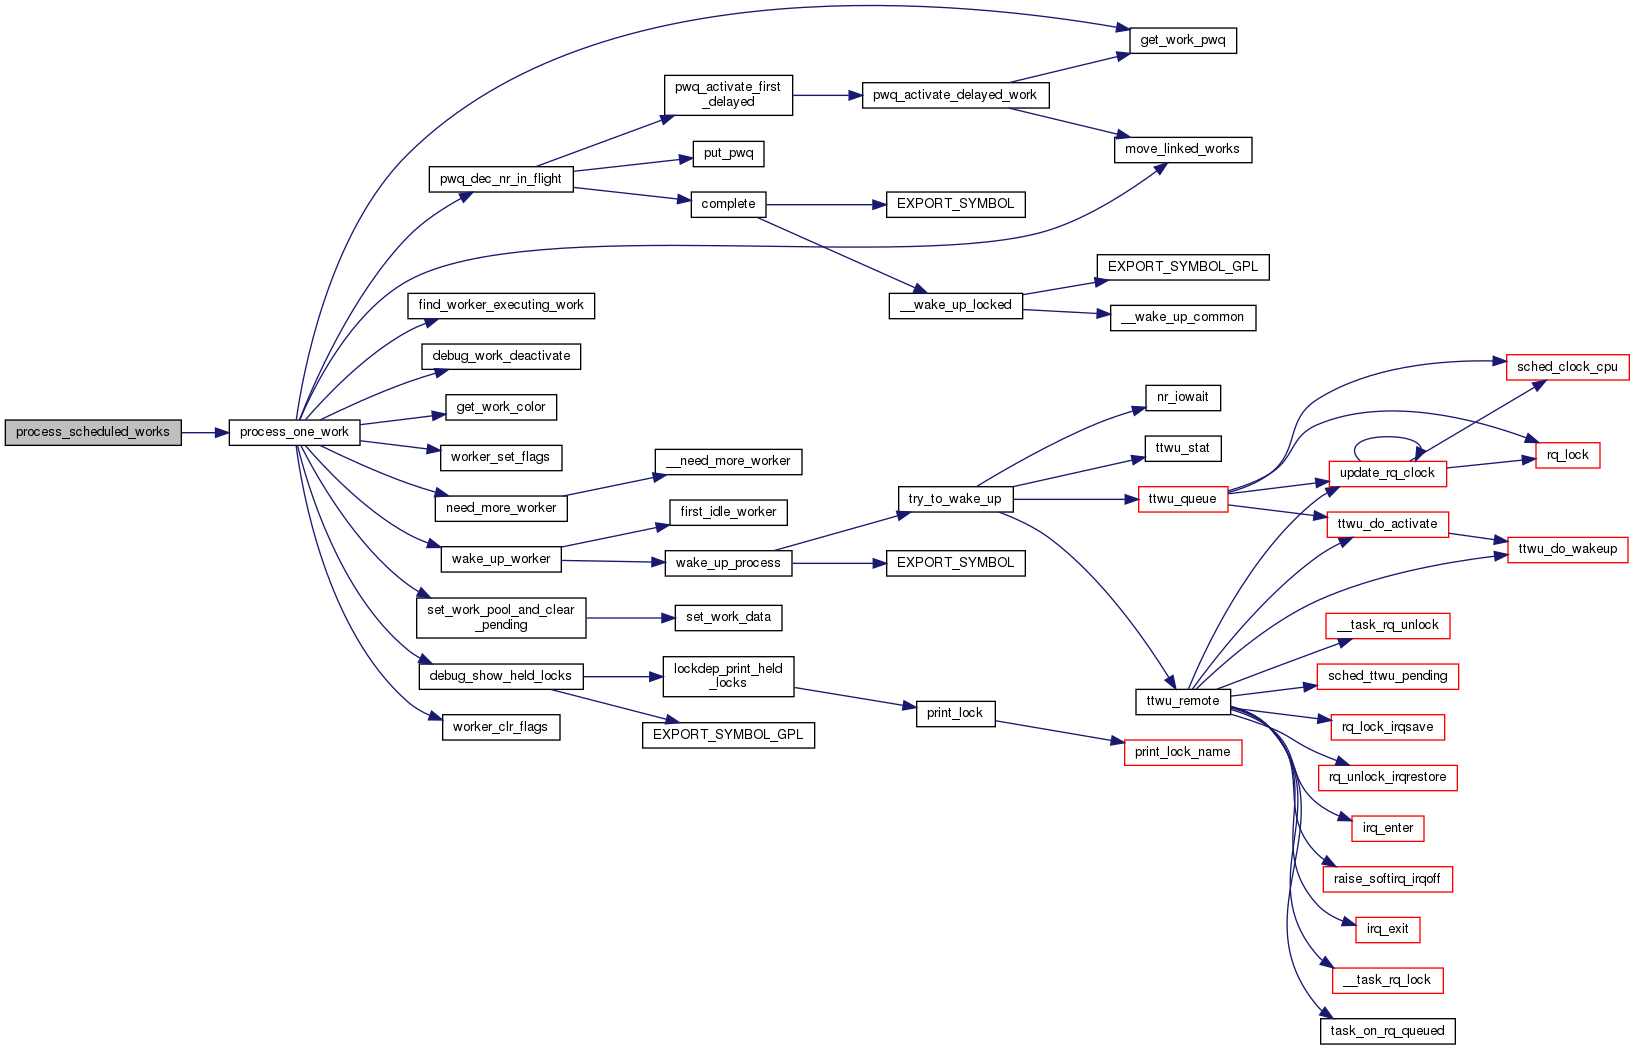 get_work_pwq
pwq_activate_first
_delayed
pwq_activate_delayed_work
move_linked_works
put_pwq
pwq_dec_nr_in_flight
complete
EXPORT_SYMBOL
EXPORT_SYMBOL_GPL
find_worker_executing_work
__wake_up_locked
__wake_up_common
debug_work_deactivate
sched_clock_cpu
nr_iowait
get_work_color
process_scheduled_works
process_one_work
ttwu_stat
rq_lock
worker_set_flags
__need_more_worker
update_rq_clock
try_to_wake_up
ttwu_queue
need_more_worker
first_idle_worker
ttwu_do_activate
wake_up_worker
wake_up_process
EXPORT_SYMBOL
ttwu_do_wakeup
set_work_pool_and_clear
_pending
set_work_data
__task_rq_unlock
debug_show_held_locks
lockdep_print_held
_locks
sched_ttwu_pending
ttwu_remote
print_lock
worker_clr_flags
EXPORT_SYMBOL_GPL
rq_lock_irqsave
print_lock_name
rq_unlock_irqrestore
irq_enter
raise_softirq_irqoff
irq_exit
__task_rq_lock
task_on_rq_queued